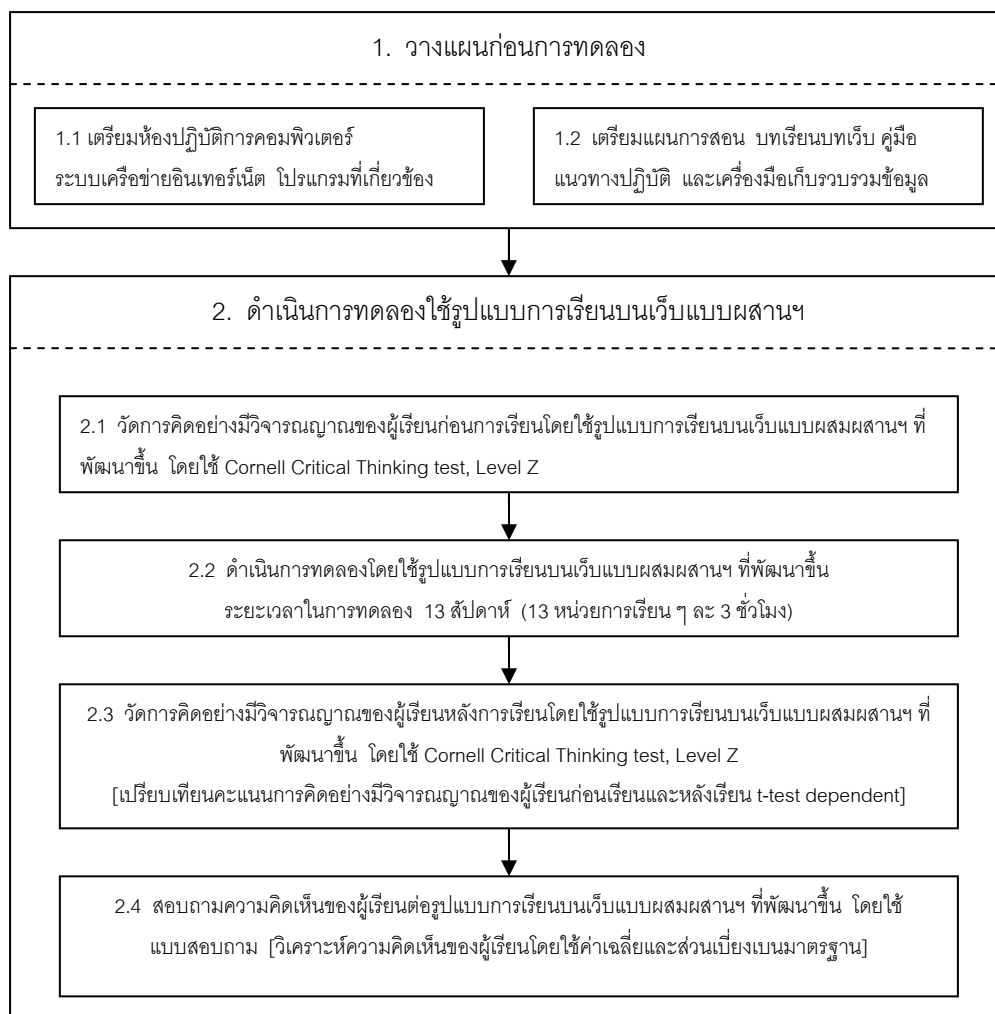 1. วางแผนก่อนการทดลอง
1.1 เตรียมห้องปฏิบัติการคอมพิวเตอร์
ระบบเครือข่ายอินเทอร์เน็ต โปรแกรมที่เกี่ยวข้อง
1.2 เตรียมแผนการสอน บทเรียนบทเว็บ คู่มือ
แนวทางปฏิบัติ และเครื่องมือเก็บรวบรวมข้อมูล
2. ดำเนินการทดลองใช้รูปแบบการเรียนบนเว็บแบบผสานฯ
2.1 วัดการคิดอย่างมีวิจารณญาณของผู้เรียนก่อนการเรียนโดยใช้รูปแบบการเรียนบนเว็บแบบผสมผสานฯ ที่
พัฒนาขึ้น โดยใช้ Cornell Critical Thinking test, Level Z
2.2 ดำเนินการทดลองโดยใช้รูปแบบการเรียนบนเว็บแบบผสมผสานฯ ที่พัฒนาขึ้น
ระยะเวลาในการทดลอง 13 สัปดาห์ (13 หน่วยการเรียน ๆ ละ 3 ชั่วโมง)
2.3 วัดการคิดอย่างมีวิจารณญาณของผู้เรียนหลังการเรียนโดยใช้รูปแบบการเรียนบนเว็บแบบผสมผสานฯ ที่
พัฒนาขึ้น โดยใช้ Cornell Critical Thinking test, Level Z
[เปรียบเทียบคะแนนการคิดอย่างมีวิจารณญาณของผู้เรียนก่อนเรียนและหลังเรียน t-test dependent]
2.4 สอบถามความคิดเห็นของผู้เรียนต่อรูปแบบการเรียนบนเว็บแบบผสมผสานฯ ที่พัฒนาขึ้น โดยใช้
แบบสอบถาม [วิเคราะห์ความคิดเห็นของผู้เรียนโดยใช้ค่าเฉลี่ยและส่วนเบี่ยงเบนมาตรฐาน]